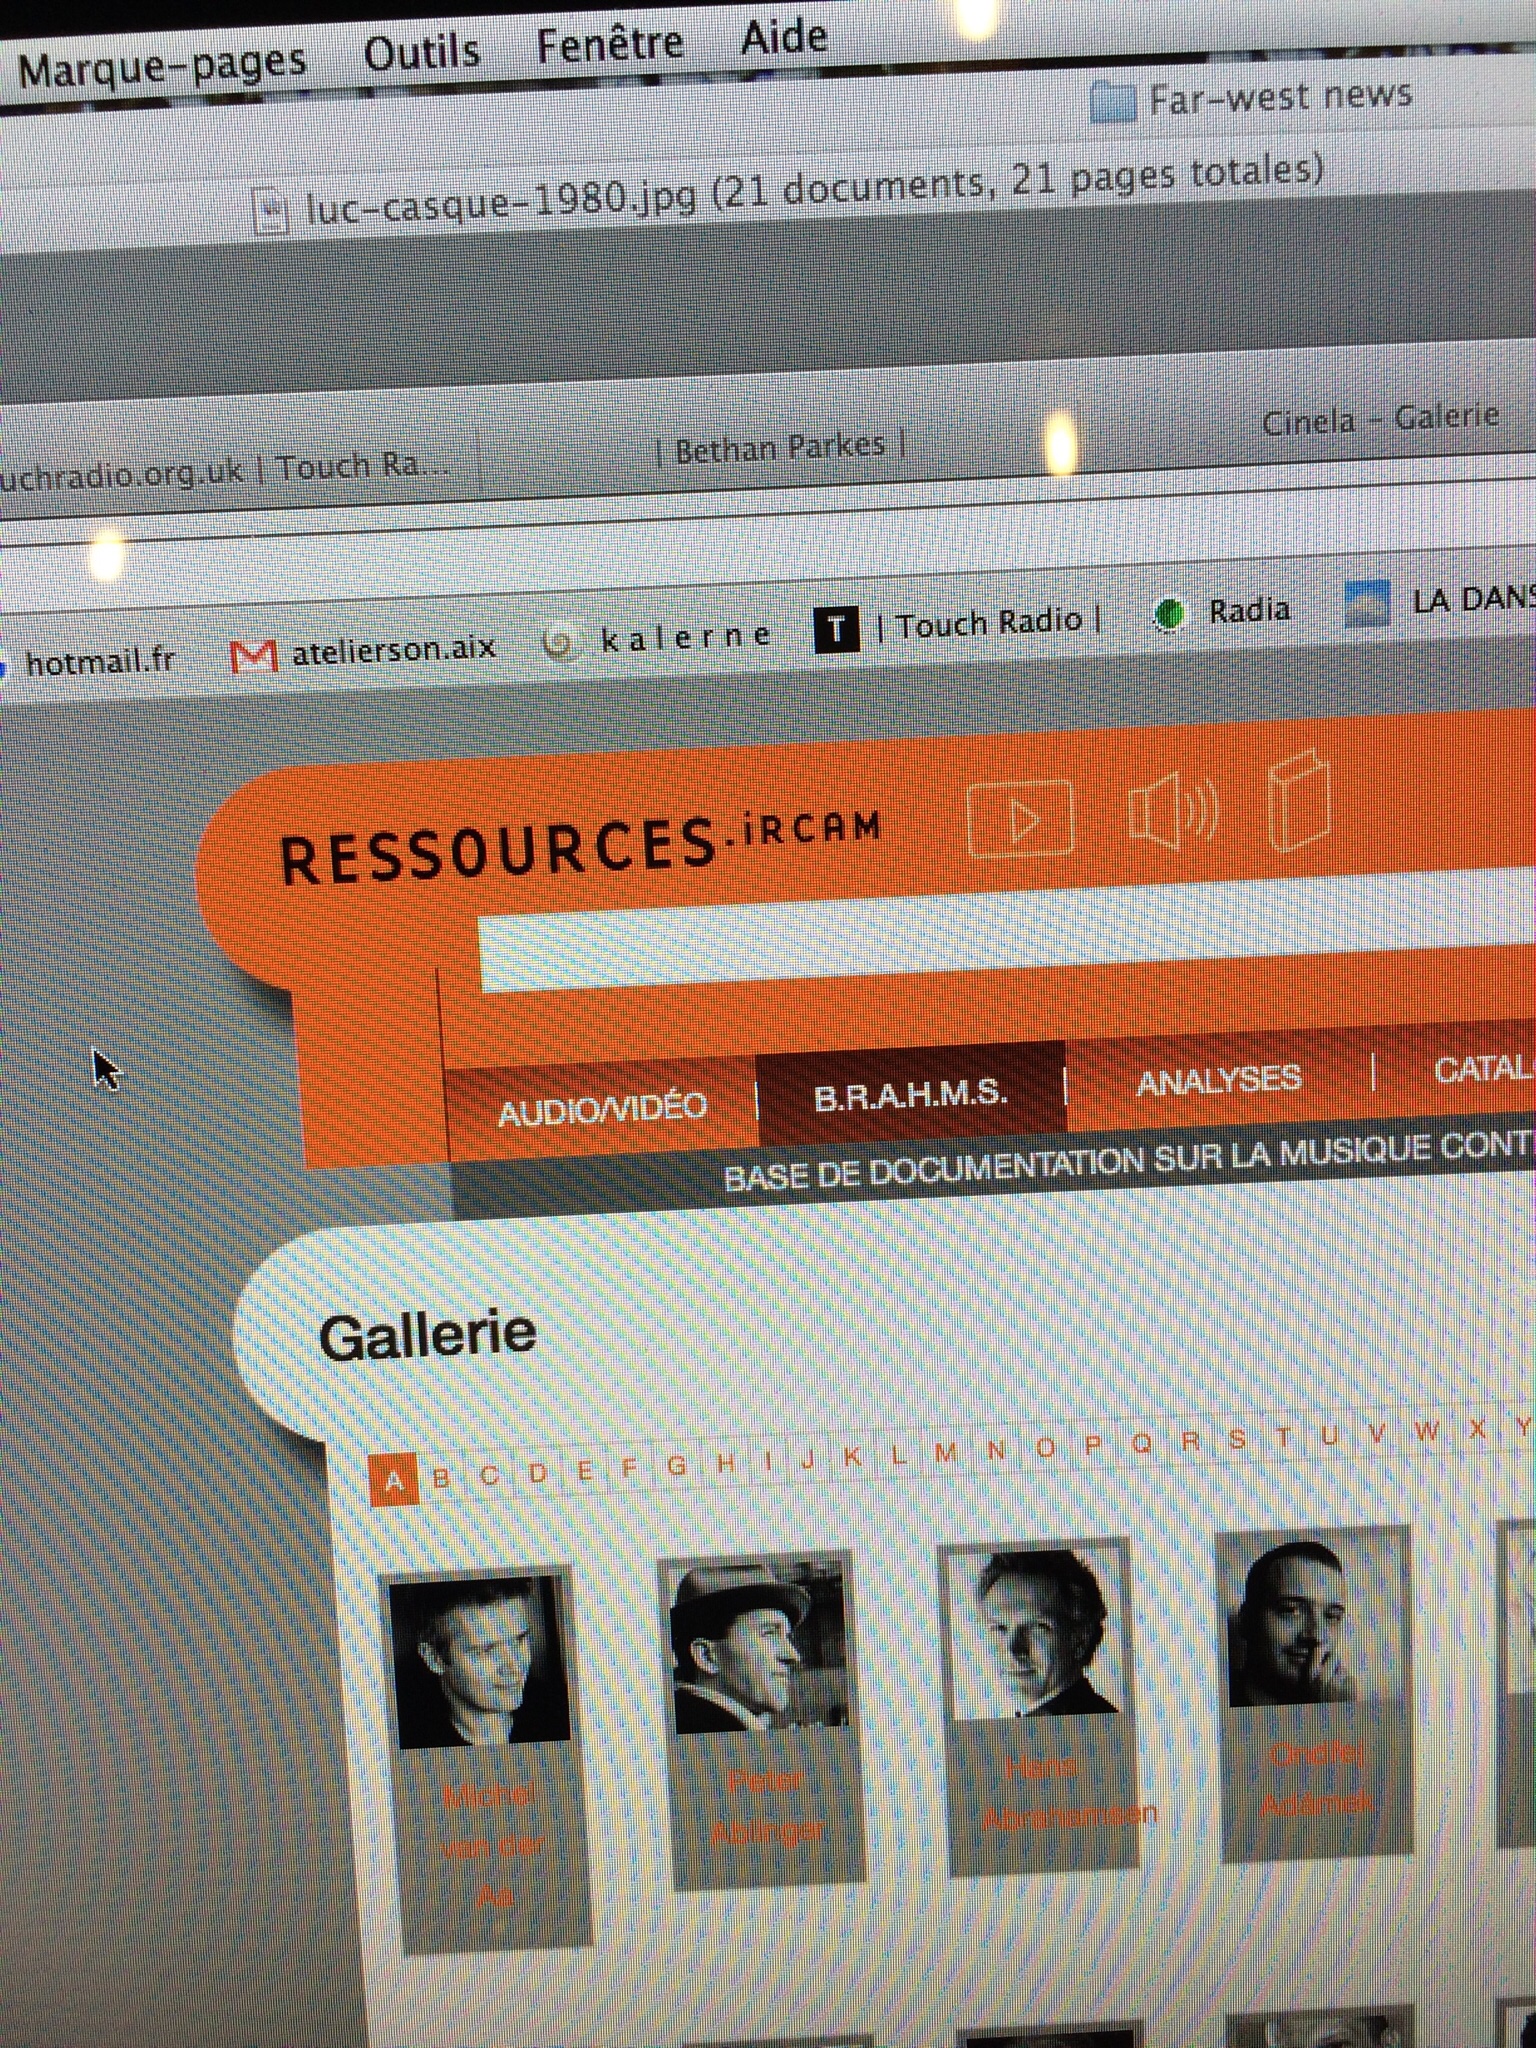 Marque-pages Outils Fenêtre Aide
Far-west news
luc-casque-1980.jpg (21 documents, 21 pages totales)
uchradio.org.uk | Touch Ra... | Bethan Parkes | Cinela - Galerie
hotmail.fr atelierson.aix kalerne T | Touch Radio | Radia LA DANS
RESSOURCES.iRCAM
AUDIO/VIDÉO | B.R.A.H.M.S. | ANALYSES | CATAL
BASE DE DOCUMENTATION SUR LA MUSIQUE CONT
Gallerie
A B C D E F G H I J K L M N O P Q R S T U V W X Y
Michel
van der
Aa
Peter
Ablinger
Hans
Abrahamsen
Ondřej
Adámek